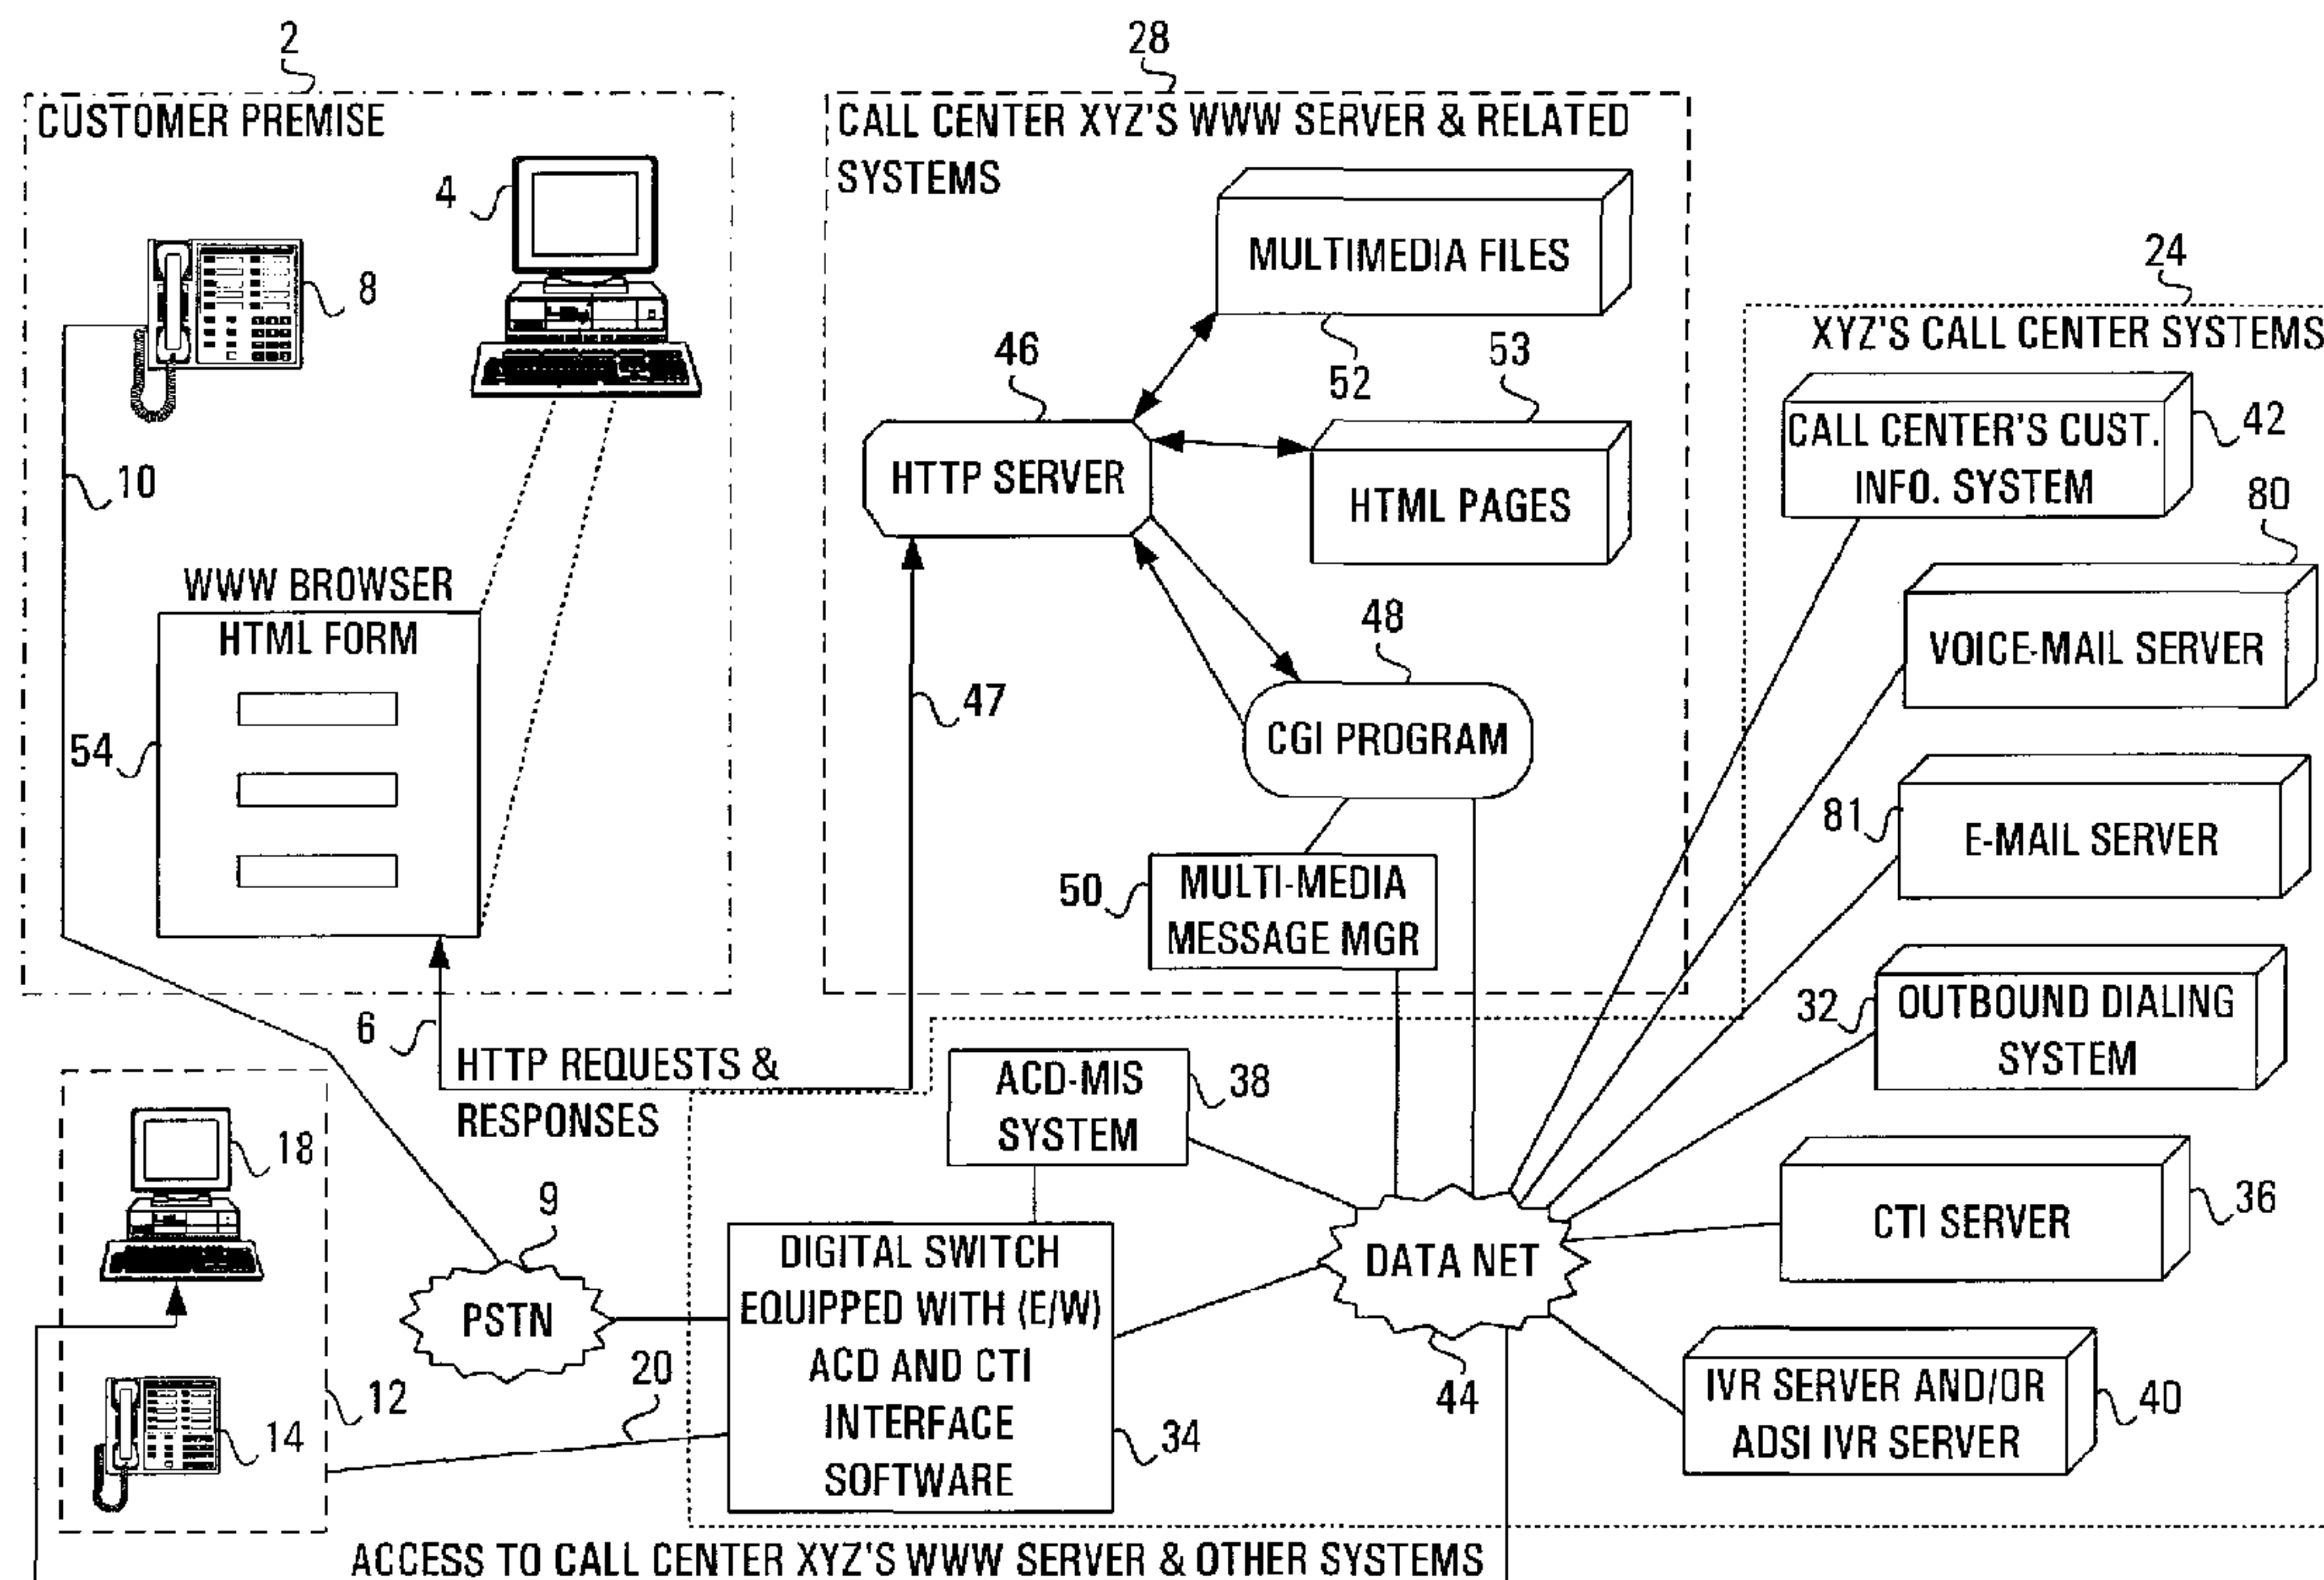 2
28
CUSTOMER PREMISE
CALL CENTER XYZ'S WWW SERVER & RELATED
SYSTEMS
4
8
MULTIMEDIA FILES
52
24
XYZ'S CALL CENTER SYSTEMS
46
53
HTTP SERVER
HTML PAGES
CALL CENTER'S CUST.
INFO. SYSTEM
42
10
80
VOICE-MAIL SERVER
WWW BROWSER
HTML FORM
54
47
48
CGI PROGRAM
81
E-MAIL SERVER
50
MULTI-MEDIA
MESSAGE MGR
32
OUTBOUND DIALING
SYSTEM
6
HTTP REQUESTS &
RESPONSES
ACD-MIS
SYSTEM
38
18
9
PSTN
DIGITAL SWITCH
EQUIPPED WITH (E/W)
ACD AND CTI
INTERFACE
SOFTWARE
34
DATA NET
44
CTI SERVER
36
20
12
14
IVR SERVER AND/OR
ADSI IVR SERVER
40
ACCESS TO CALL CENTER XYZ'S WWW SERVER & OTHER SYSTEMS